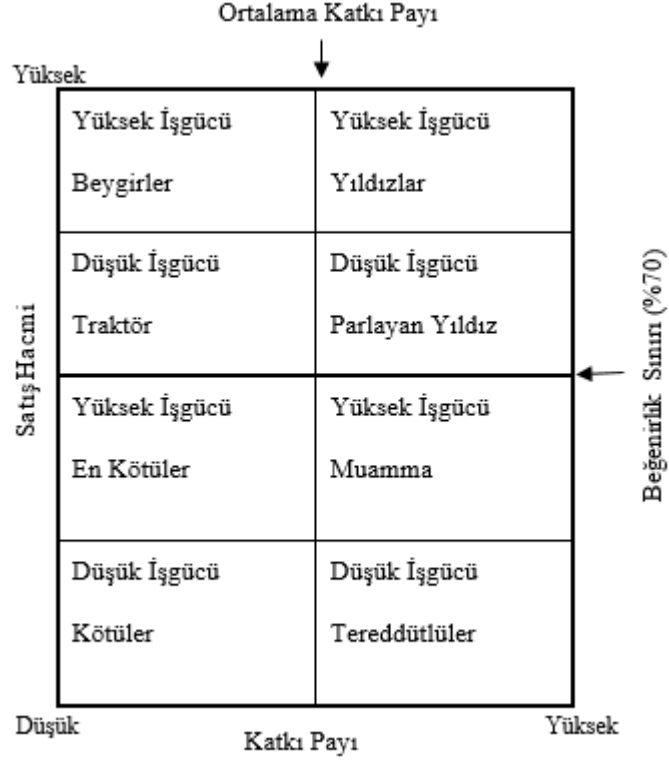 Ortalama Katkı Payı
Yüksek
Yüksek İşgücü
Beygirler
Yüksek İşgücü
Yıldızlar
Düşük İşgücü
Traktör
Düşük İşgücü
Parlayan Yıldız
Satış Hacmi
Beğenirlik Sınırı (%70)
Yüksek İşgücü
En Kötüler
Yüksek İşgücü
Muamma
Düşük İşgücü
Kötüler
Düşük İşgücü
Tereddütlüler
Düşük
Katkı Payı
Yüksek